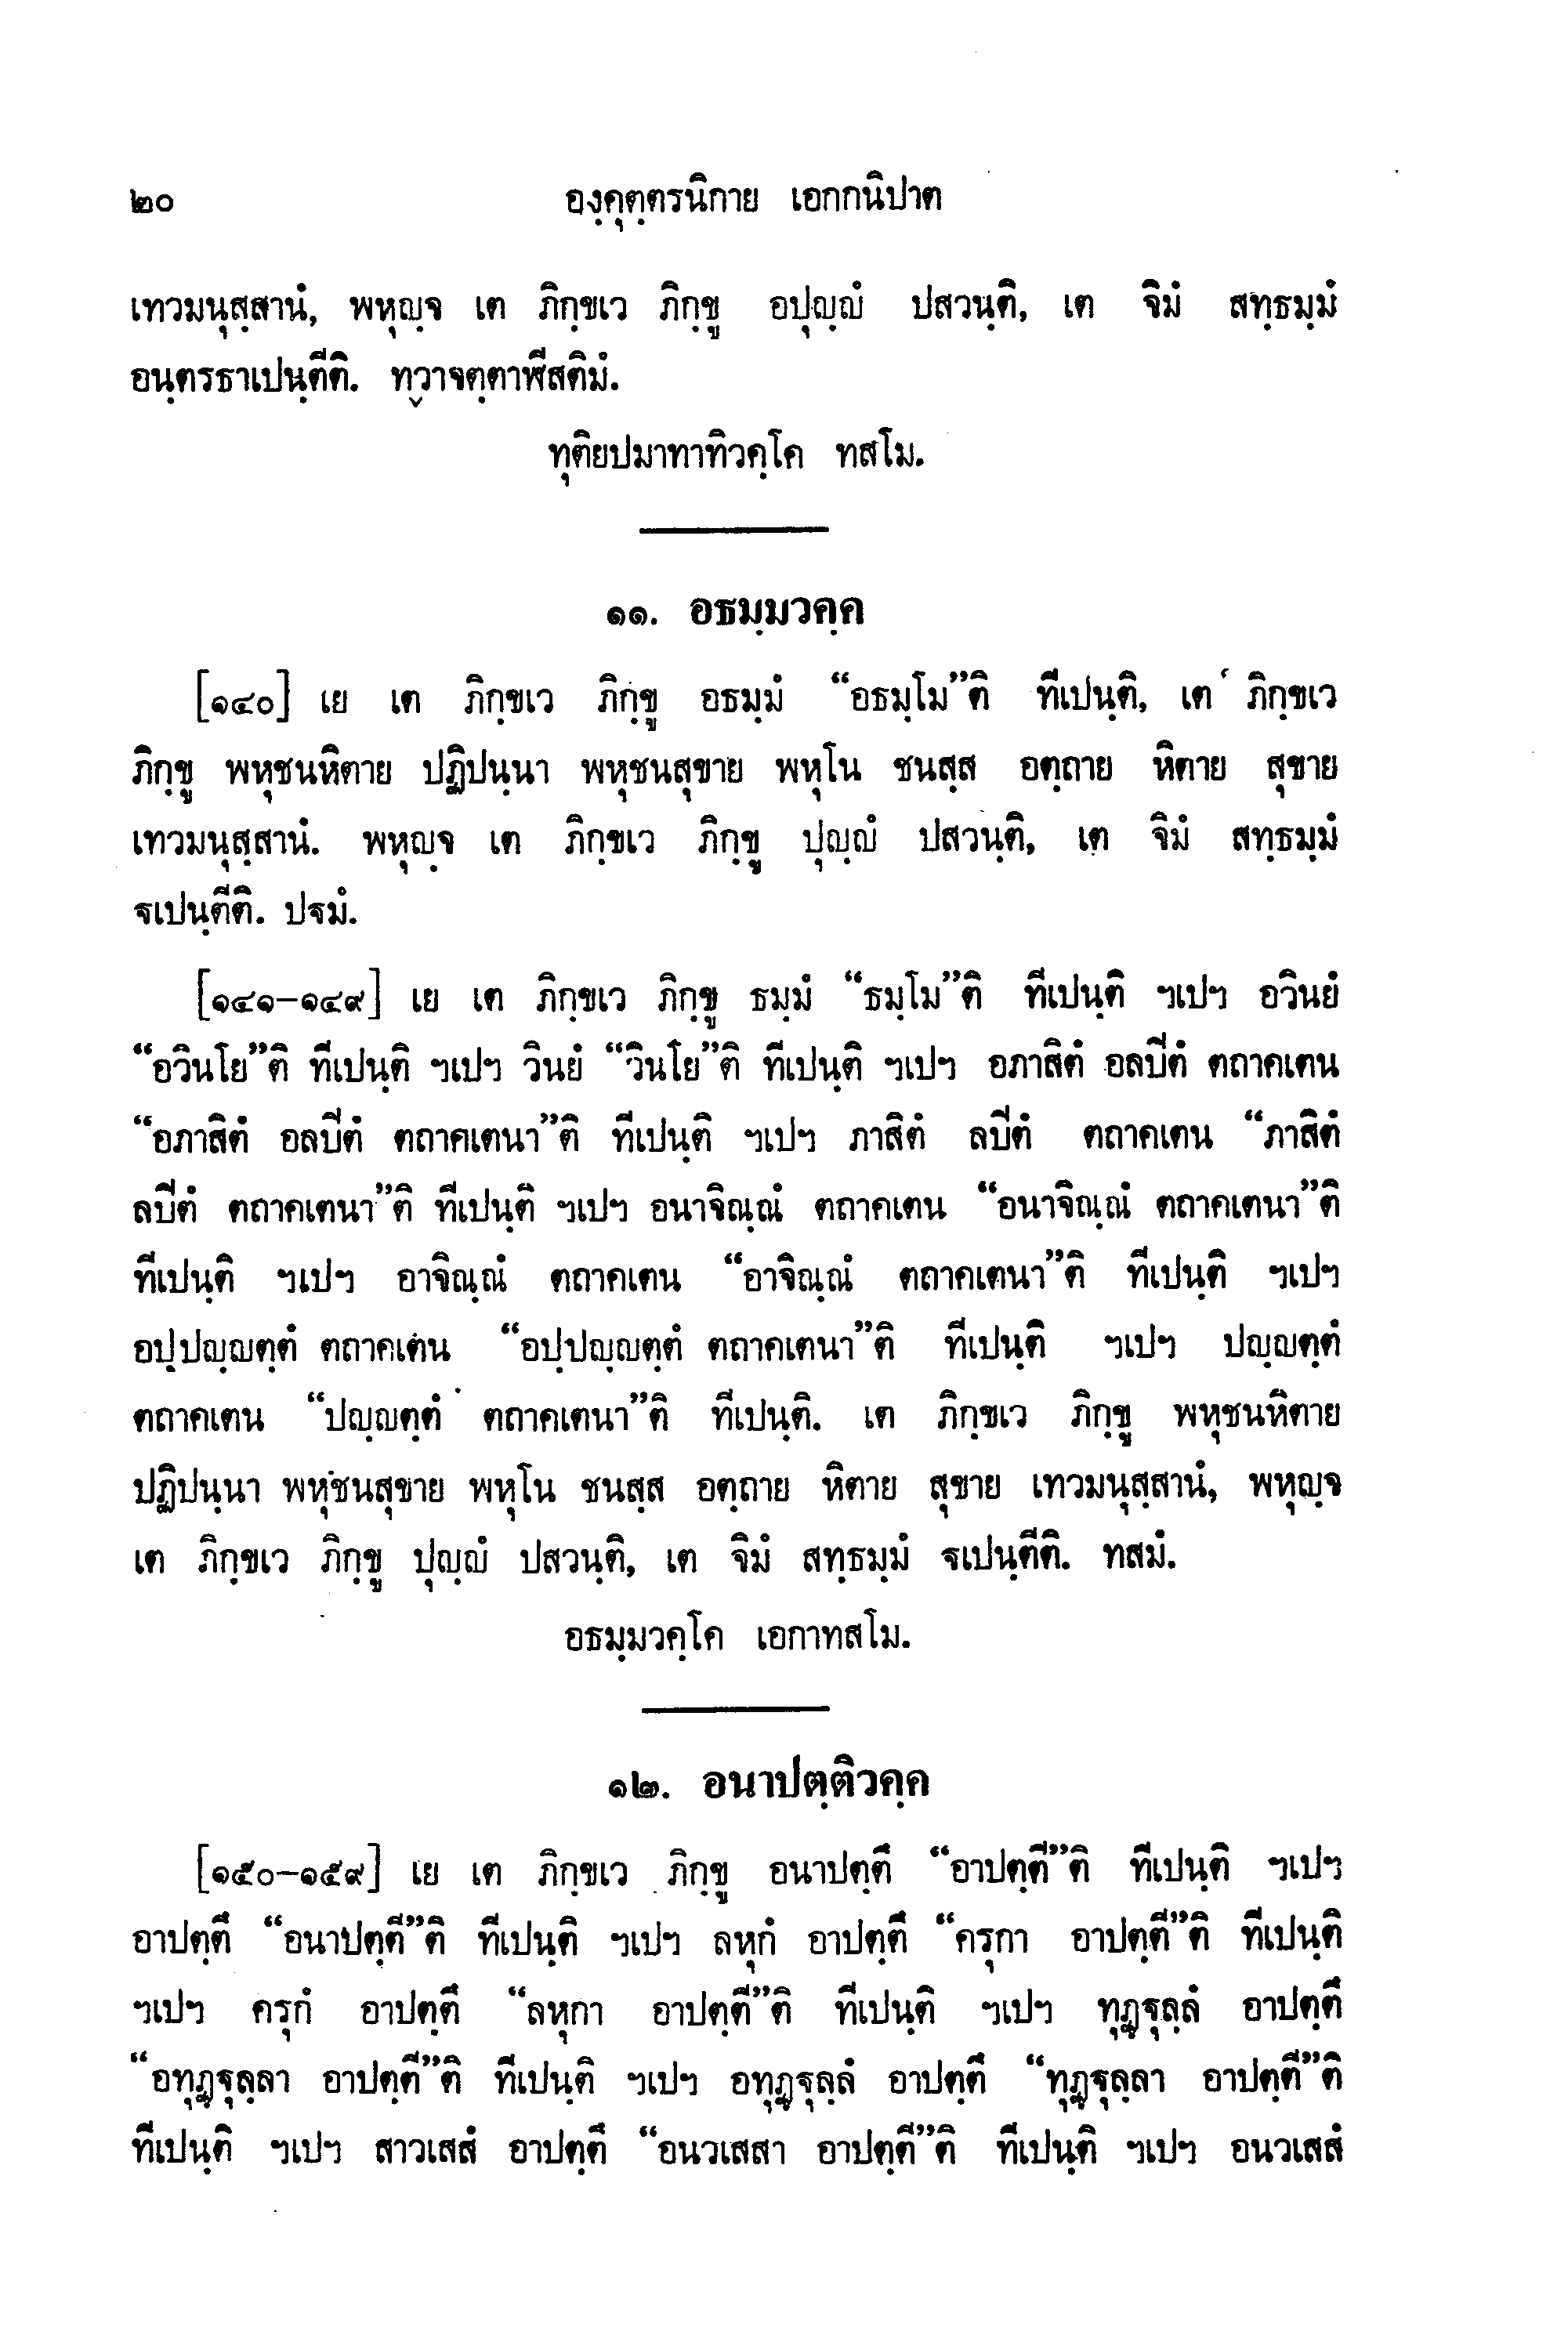 ๒๐ องฺคุตฺตรนิกาย เอกกนิปาต
เทวมนุสฺสานํ, พหุญฺจ เต ภิกฺขเว ภิกฺขู อปุญฺญํ ปสวนฺติ, เต จิมํ สทฺธมฺมํ
อนฺตรธาเปนฺตีติ. ทฺวาจตฺตาฬีสติมํ.
ทุติยปมาทาทิวคฺโค ทสโม.
๑๑. อธมฺมวคฺค
[๑๔๐] เย เต ภิกฺขเว ภิกฺขู อธมฺมํ “อธมฺโม”ติ ทีเปนฺติ, เต ภิกฺขเว
ภิกฺขู พหุชนหิตาย ปฏิปนฺนา พหุชนสุขาย พหุโน ชนสฺส อตฺถาย หิตาย สุขาย
เทวมนุสฺสานํ. พหุญฺจ เต ภิกฺขเว ภิกฺขู ปุญฺญํ ปสวนฺติ, เต จิมํ สทฺธมฺมํ
ฐเปนฺตีติ. ปฐมํ.
[๑๔๑–๑๔๙] เย เต ภิกฺขเว ภิกฺขู ธมฺมํ “ธมฺโม”ติ ทีเปนฺติ ฯเปฯ อวินยํ
“อวินโย”ติ ทีเปนฺติ ฯเปฯ วินยํ “วินโย”ติ ทีเปนฺติ ฯเปฯ อภาสิตํ อลปิตํ ตถาคเตน
“อภาสิตํ อลปิตํ ตถาคเตนา”ติ ทีเปนฺติ ฯเปฯ ภาสิตํ ลปิตํ ตถาคเตน “ภาสิตํ
ลปิตํ ตถาคเตนา”ติ ทีเปนฺติ ฯเปฯ อนาจิณฺณํ ตถาคเตน “อนาจิณฺณํ ตถาคเตนา”ติ
ทีเปนฺติ ฯเปฯ อาจิณฺณํ ตถาคเตน “อาจิณฺณํ ตถาคเตนา”ติ ทีเปนฺติ ฯเปฯ
อปฺปญฺญตฺตํ ตถาคเตน “อปฺปญฺญตฺตํ ตถาคเตนา”ติ ทีเปนฺติ ฯเปฯ ปญฺญตฺตํ
ตถาคเตน “ปญฺญตฺตํ ตถาคเตนา”ติ ทีเปนฺติ. เต ภิกฺขเว ภิกฺขู พหุชนหิตาย
ปฏิปนฺนา พหุชนสุขาย พหุโน ชนสฺส อตฺถาย หิตาย สุขาย เทวมนุสฺสานํ, พหุญฺจ
เต ภิกฺขเว ภิกฺขู ปุญฺญํ ปสวนฺติ, เต จิมํ สทฺธมฺมํ ฐเปนฺตีติ. ทสมํ.
อธมฺมวคฺโค เอกาทสโม.
๑๒. อนาปตฺติวคฺค
[๑๕๐–๑๕๙] เย เต ภิกฺขเว ภิกฺขู อนาปตฺตึ “อาปตฺตี”ติ ทีเปนฺติ ฯเปฯ
อาปตฺตึ “อนาปตฺตี”ติ ทีเปนฺติ ฯเปฯ ลหุกํ อาปตฺตึ “ครุกา อาปตฺตี”ติ ทีเปนฺติ
ฯเปฯ ครุกํ อาปตฺตึ “ลหุกา อาปตฺตี”ติ ทีเปนฺติ ฯเปฯ ทุฏฺฐุลฺลํ อาปตฺตึ
“อทุฏฺฐุลฺลา อาปตฺตี”ติ ทีเปนฺติ ฯเปฯ อทุฏฺฐุลฺลํ อาปตฺตึ “ทุฏฺฐุลฺลา อาปตฺตี”ติ
ทีเปนฺติ ฯเปฯ สาวเสสํ อาปตฺตึ “อนวเสสา อาปตฺตี”ติ ทีเปนฺติ ฯเปฯ อนวเสสํ